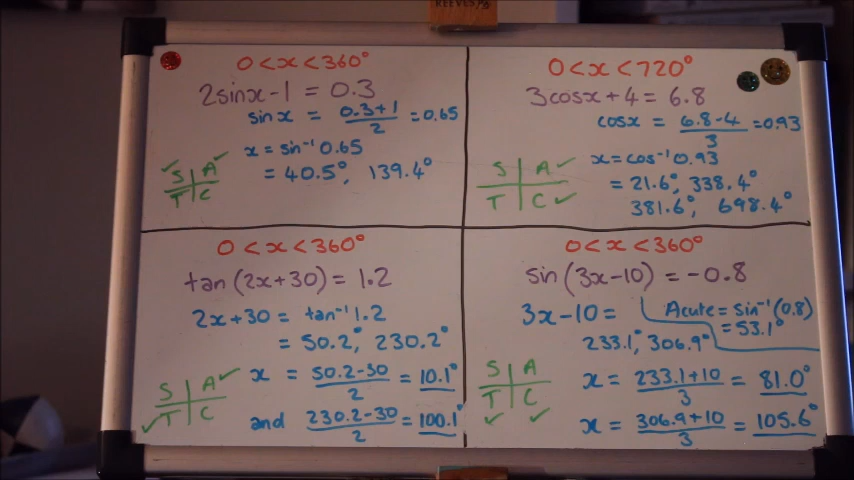 REEVES
0<x<360°
2sinx-1 = 0.3
sinx = (0.3+1)/2 = 0.65
x = sin⁻¹ 0.65
= 40.5°, 139.4°
✓S A✓
T C
0<x<720°
3cosx+4 = 6.8
cosx = (6.8-4)/3 = 0.93
x = cos⁻¹ 0.93
= 21.6°, 338.4°
381.6°, 698.4°
S A✓
T C✓
0<x<360°
tan(2x+30) = 1.2
2x+30 = tan⁻¹ 1.2
= 50.2°, 230.2°
x = (50.2-30)/2 = 10.1°
and (230.2-30)/2 = 100.1°
S A✓
✓T C
0<x<360°
sin(3x-10) = -0.8
3x-10 =
Acute = sin⁻¹(0.8)
= 53.1°
233.1°, 306.9°
x = (233.1+10)/3 = 81.0°
x = (306.9+10)/3 = 105.6°
S A
T C
✓ ✓